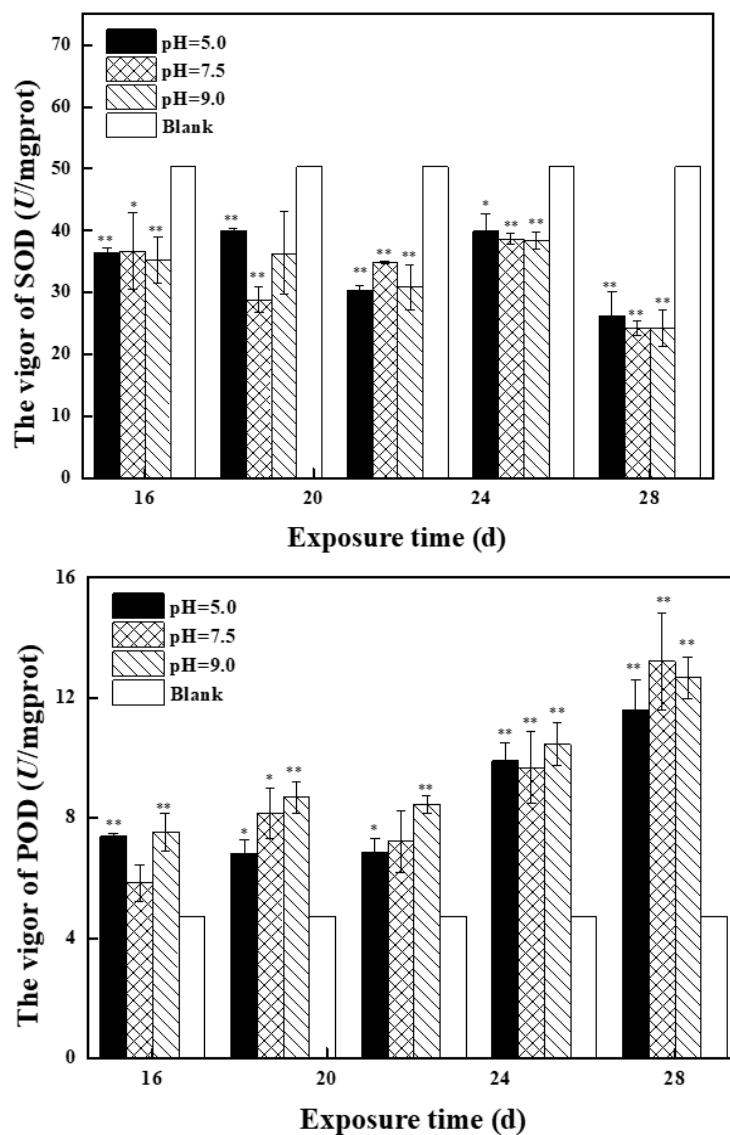 70
60
50
40
30
20
10
0
The vigor of SOD (U/mgprot)
pH=5.0
pH=7.5
pH=9.0
Blank
** * ** ** ** ** ** ** * ** ** ** ** **
16 20 24 28
Exposure time (d)
16
12
8
4
0
The vigor of POD (U/mgprot)
pH=5.0
pH=7.5
pH=9.0
Blank
** ** * * ** * ** ** ** ** ** ** **
16 20 24 28
Exposure time (d)